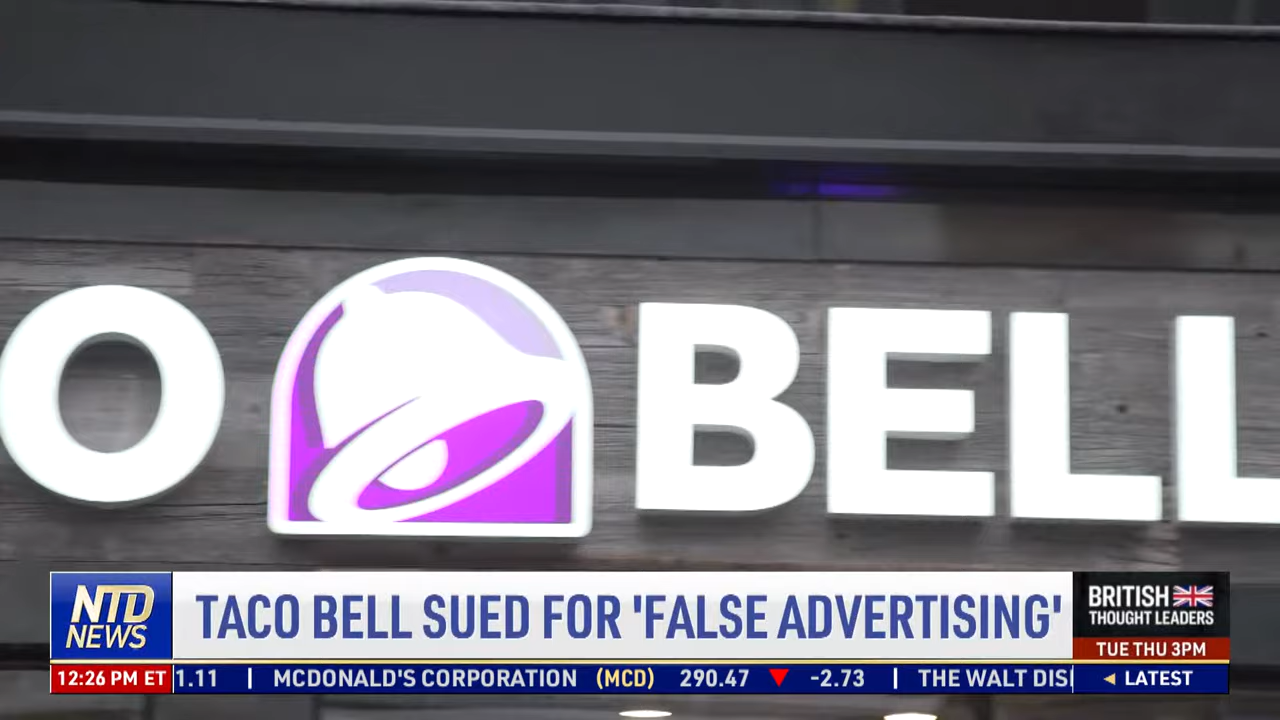 O BELL
NTD
NEWS
TACO BELL SUED FOR 'FALSE ADVERTISING'
BRITISH
THOUGHT LEADERS
TUE THU 3PM
12:26 PM ET
1.11 | MCDONALD'S CORPORATION (MCD) 290.47 ▼ -2.73 | THE WALT DIS
◄ LATEST